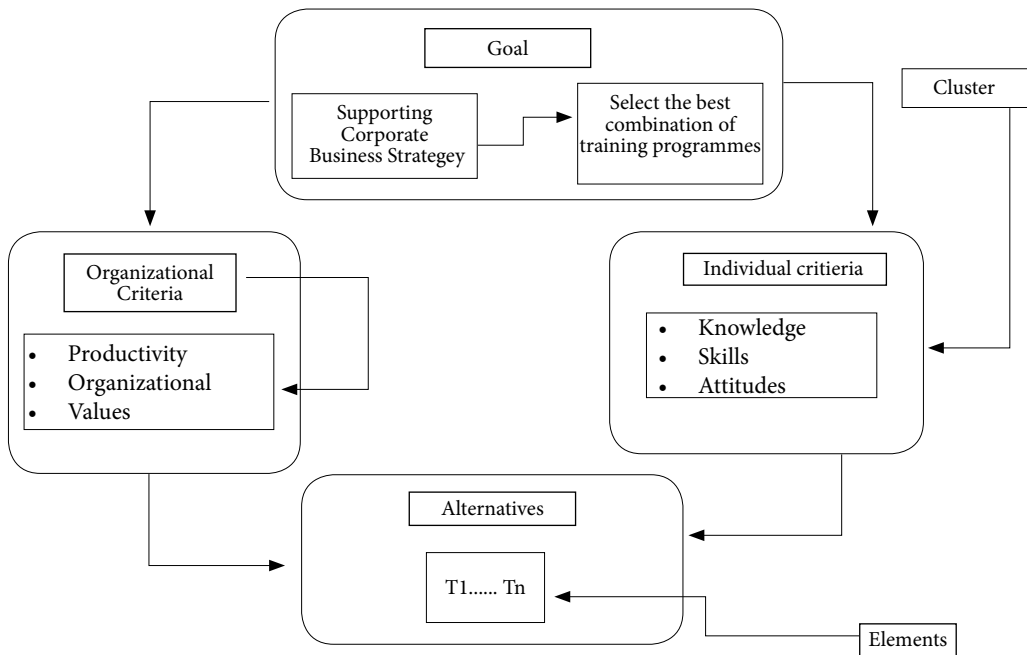 Goal
Supporting
Corporate
Business Strategey
Select the best
combination of
training programmes
Cluster
Organizational
Criteria
• Productivity
• Organizational
• Values
Individual critieria
• Knowledge
• Skills
• Attitudes
Alternatives
T1...... Tn
Elements